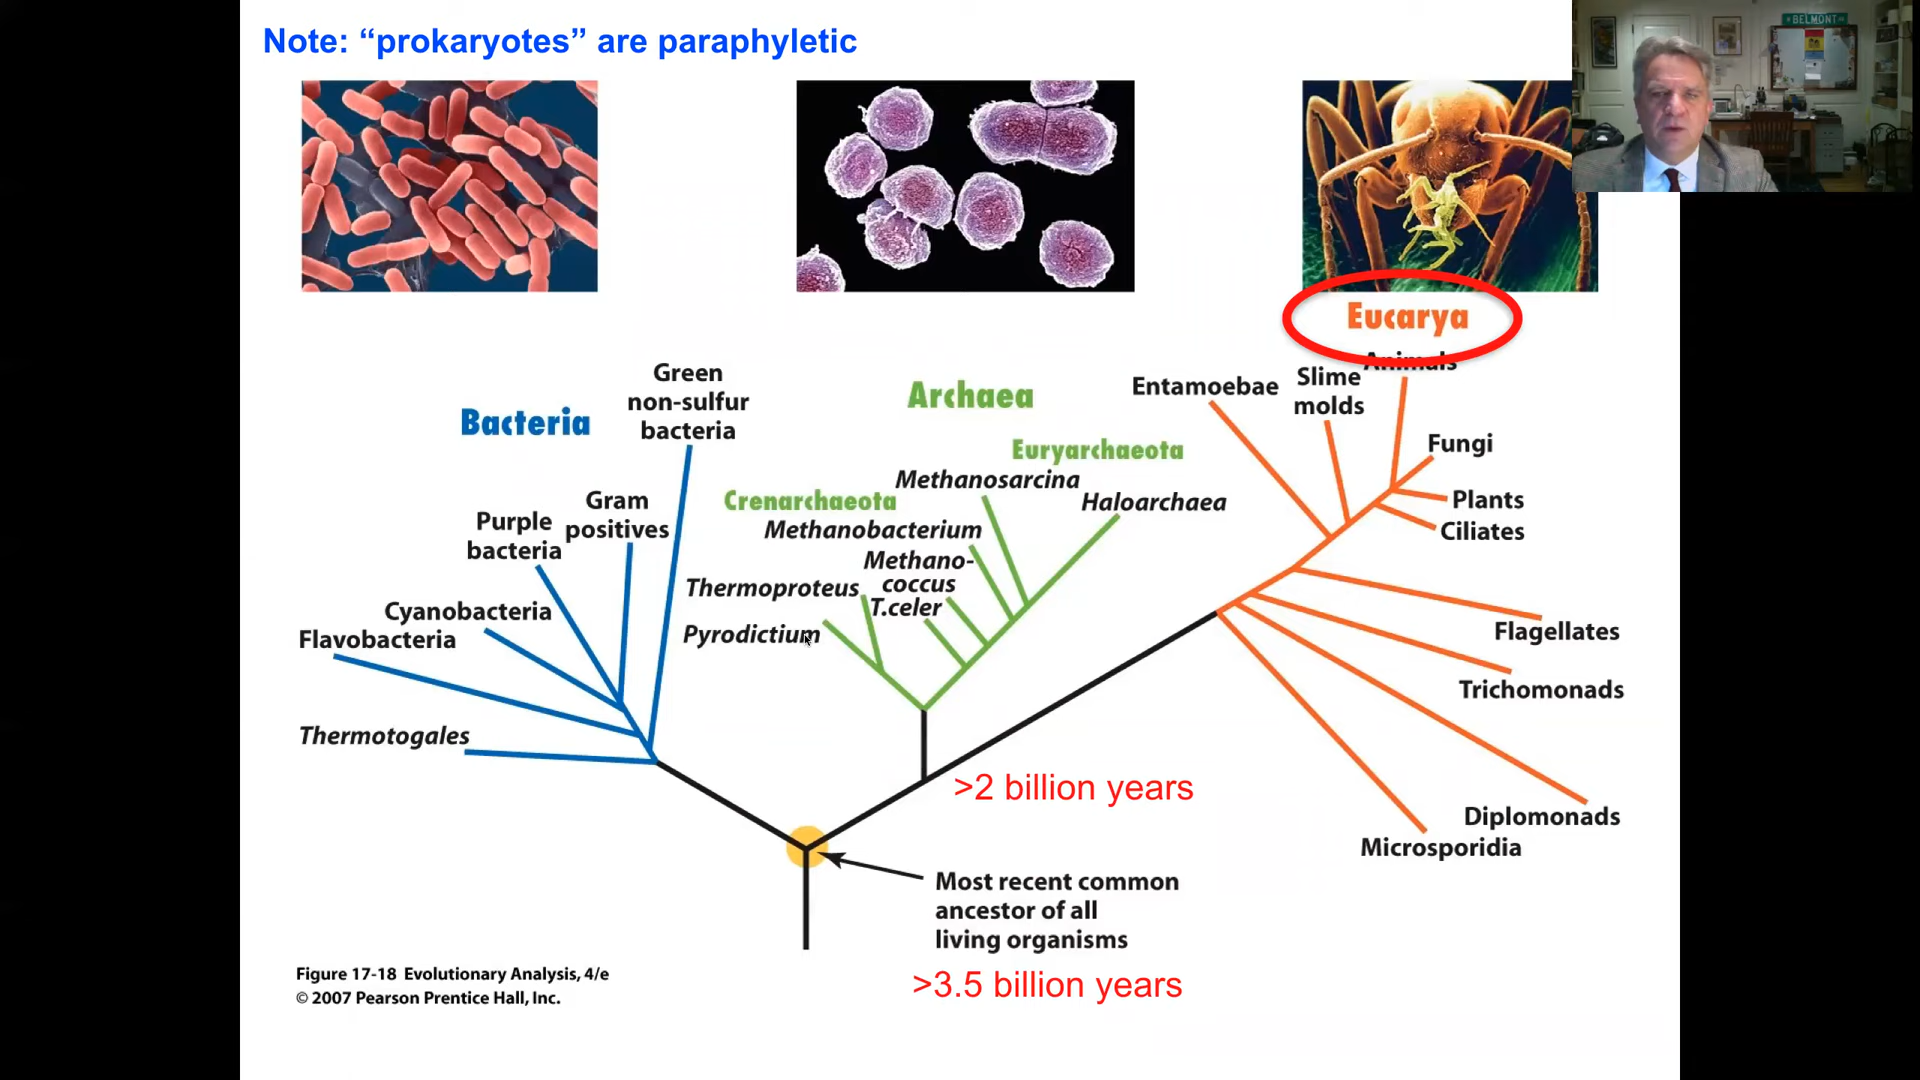 Note: “prokaryotes” are paraphyletic
BELMONT
Eucarya
Animals
Slime
molds
Entamoebae
Fungi
Plants
Ciliates
Flagellates
Trichomonads
Diplomonads
Microsporidia
Archaea
Euryarchaeota
Methanosarcina
Haloarchaea
Crenarchaeota
Methanobacterium
Methano-
coccus
Thermoproteus
T.celer
Pyrodictium
Green
non-sulfur
bacteria
Bacteria
Gram
positives
Purple
bacteria
Cyanobacteria
Flavobacteria
Thermotogales
>2 billion years
Most recent common
ancestor of all
living organisms
>3.5 billion years
Figure 17-18 Evolutionary Analysis, 4/e
© 2007 Pearson Prentice Hall, Inc.